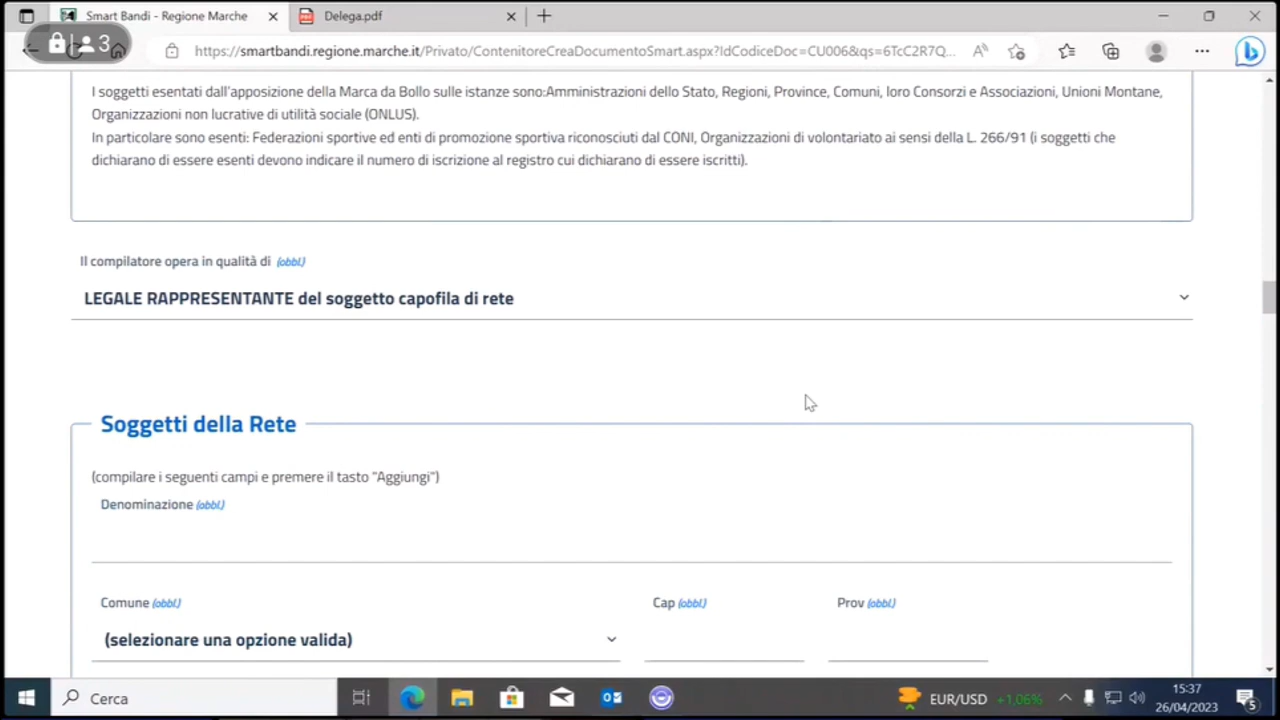 Smart Bandi - Regione Marche
Delega.pdf
3
https://smartbandi.regione.marche.it/Privato/ContenitoreCreaDocumentoSmart.aspx?IdCodiceDoc=CU006&qs=6TcC2R7Q...
I soggetti esentati dall'apposizione della Marca da Bollo sulle istanze sono:Amministrazioni dello Stato, Regioni, Province, Comuni, loro Consorzi e Associazioni, Unioni Montane,
Organizzazioni non lucrative di utilità sociale (ONLUS).
In particolare sono esenti: Federazioni sportive ed enti di promozione sportiva riconosciuti dal CONI, Organizzazioni di volontariato ai sensi della L. 266/91 (i soggetti che
dichiarano di essere esenti devono indicare il numero di iscrizione al registro cui dichiarano di essere iscritti).
Il compilatore opera in qualità di (obbl.)
LEGALE RAPPRESENTANTE del soggetto capofila di rete
Soggetti della Rete
(compilare i seguenti campi e premere il tasto "Aggiungi")
Denominazione (obbl.)
Comune (obbl.) Cap (obbl.) Prov (obbl.)
(selezionare una opzione valida)
Cerca
EUR/USD +1,06%
15:37
26/04/2023
5